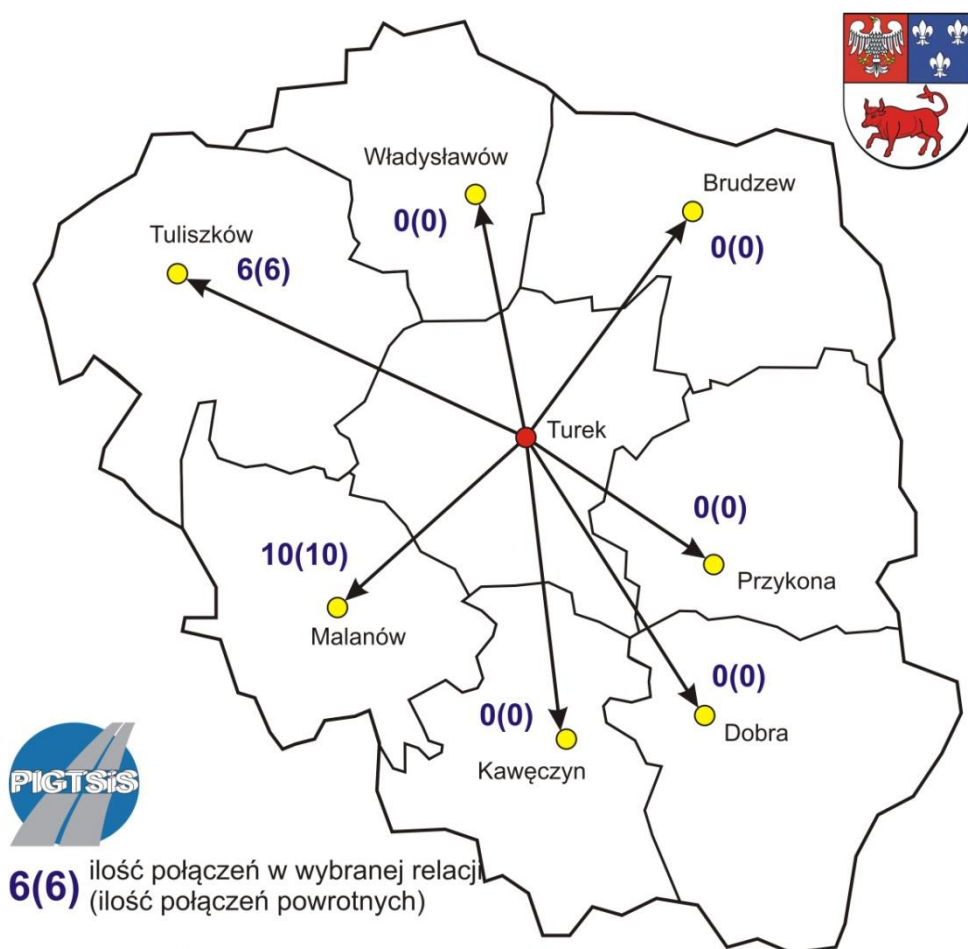 Władysławów
0(0)
Brudzew
0(0)
Tuliszków
6(6)
Turek
0(0)
Przykona
10(10)
Malanów
0(0)
Dobra
0(0)
Kawęczyn
PIGTSiS
6(6) ilość połączeń w wybranej relacji
(ilość połączeń powrotnych)